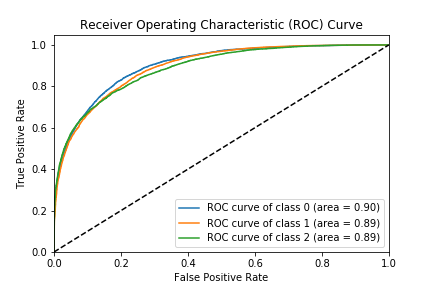 Receiver Operating Characteristic (ROC) Curve
True Positive Rate
1.0
0.8
0.6
0.4
0.2
0.0
ROC curve of class 0 (area = 0.90)
ROC curve of class 1 (area = 0.89)
ROC curve of class 2 (area = 0.89)
0.0 0.2 0.4 0.6 0.8 1.0
False Positive Rate